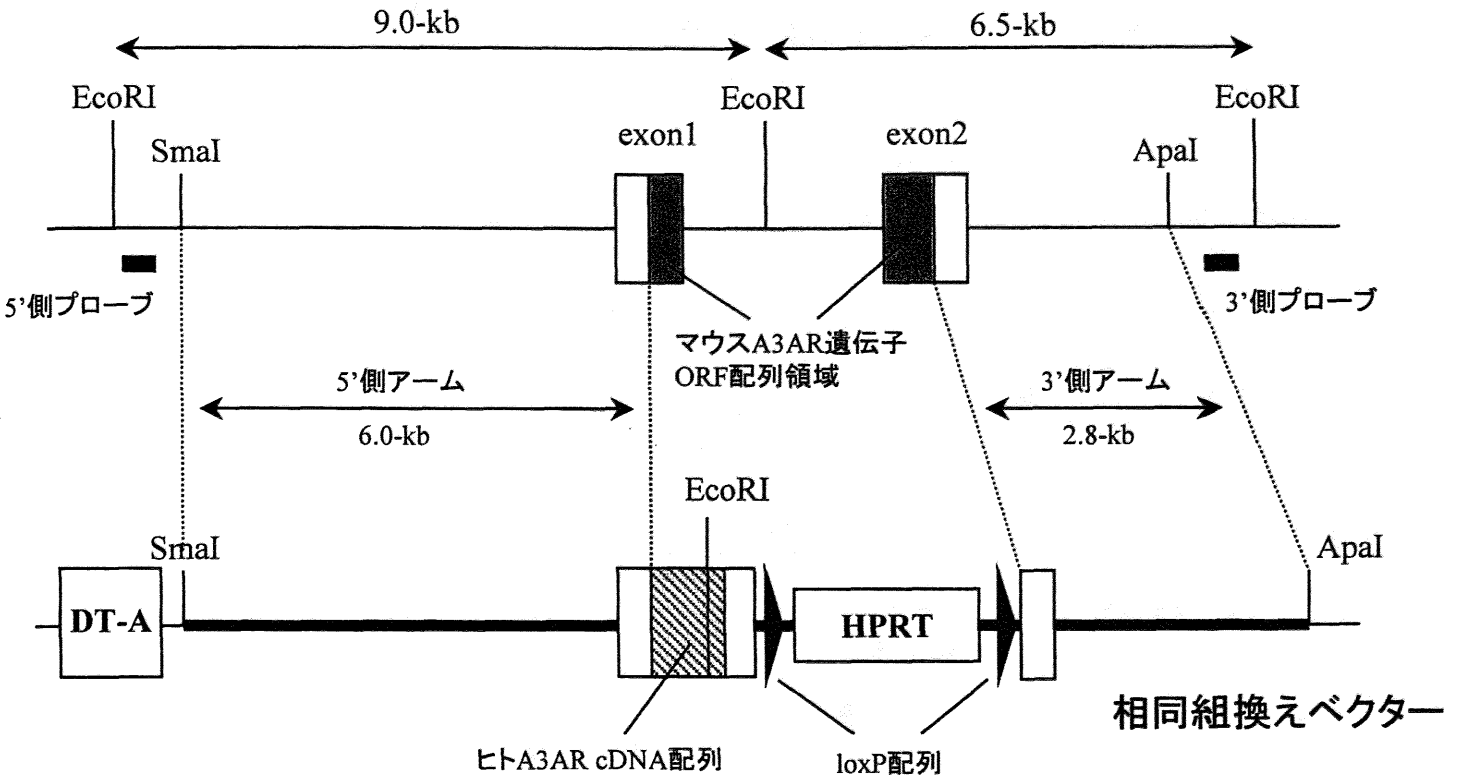 9.0-kb
6.5-kb
EcoRI
EcoRI
EcoRI
SmaI
exon1
exon2
ApaI
5’側プローブ
3’側プローブ
マウスA3AR遺伝子
ORF配列領域
5’側アーム
6.0-kb
3’側アーム
2.8-kb
EcoRI
SmaI
ApaI
DT-A
HPRT
相同組換えベクター
ヒトA3AR cDNA配列
loxP配列